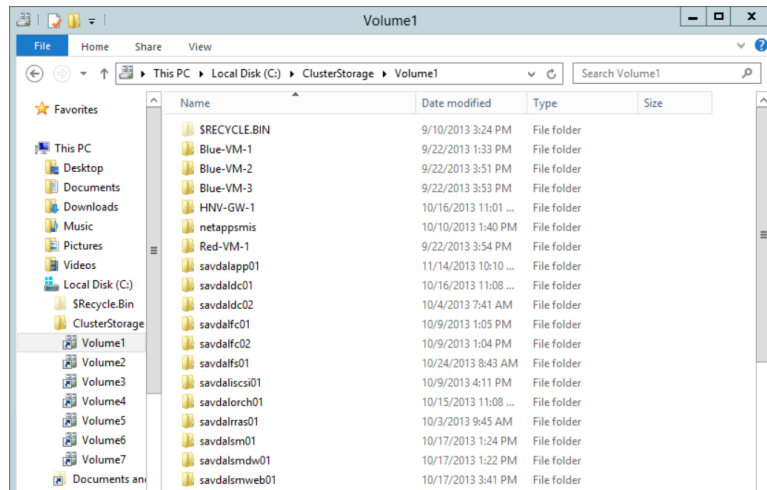 Volume1
File Home Share View
This PC Local Disk (C:) ClusterStorage Volume1 Search Volume1
Name Date modified Type Size
Favorites
This PC
Desktop
Documents
Downloads
Music
Pictures
Videos
Local Disk (C:)
$Recycle.Bin
ClusterStorage
Volume1
Volume2
Volume3
Volume4
Volume5
Volume6
Volume7
Documents an
$RECYCLE.BIN 9/10/2013 3:24 PM File folder
Blue-VM-1 9/22/2013 1:33 PM File folder
Blue-VM-2 9/22/2013 3:51 PM File folder
Blue-VM-3 9/22/2013 3:53 PM File folder
HNV-GW-1 10/16/2013 11:01 ... File folder
netappsmis 10/10/2013 1:40 PM File folder
Red-VM-1 9/22/2013 3:54 PM File folder
savdalapp01 11/14/2013 10:10 ... File folder
savdaldc01 10/16/2013 11:08 ... File folder
savdaldc02 10/4/2013 7:41 AM File folder
savdalfc01 10/9/2013 1:05 PM File folder
savdalfc02 10/9/2013 1:04 PM File folder
savdalfs01 10/24/2013 8:43 AM File folder
savdaliscsi01 10/9/2013 4:11 PM File folder
savdalorch01 10/15/2013 11:08 ... File folder
savdalrras01 10/3/2013 9:45 AM File folder
savdalsm01 10/17/2013 1:24 PM File folder
savdalsmdw01 10/17/2013 1:22 PM File folder
savdalsmweb01 10/17/2013 3:41 PM File folder